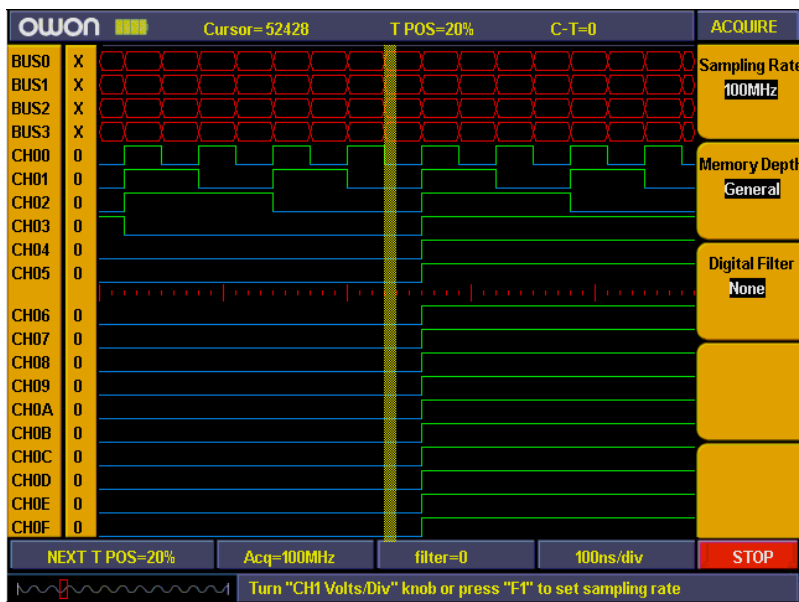 owon Cursor=52428 T POS=20% C-T=0 ACQUIRE
BUS0 X
BUS1 X
BUS2 X
BUS3 X
CH00 0
CH01 0
CH02 0
CH03 0
CH04 0
CH05 0
CH06 0
CH07 0
CH08 0
CH09 0
CH0A 0
CH0B 0
CH0C 0
CH0D 0
CH0E 0
CH0F 0
Sampling Rate
100MHz
Memory Depth
General
Digital Filter
None
NEXT T POS=20% Acq=100MHz filter=0 100ns/div STOP
Turn "CH1 Volts/Div" knob or press "F1" to set sampling rate